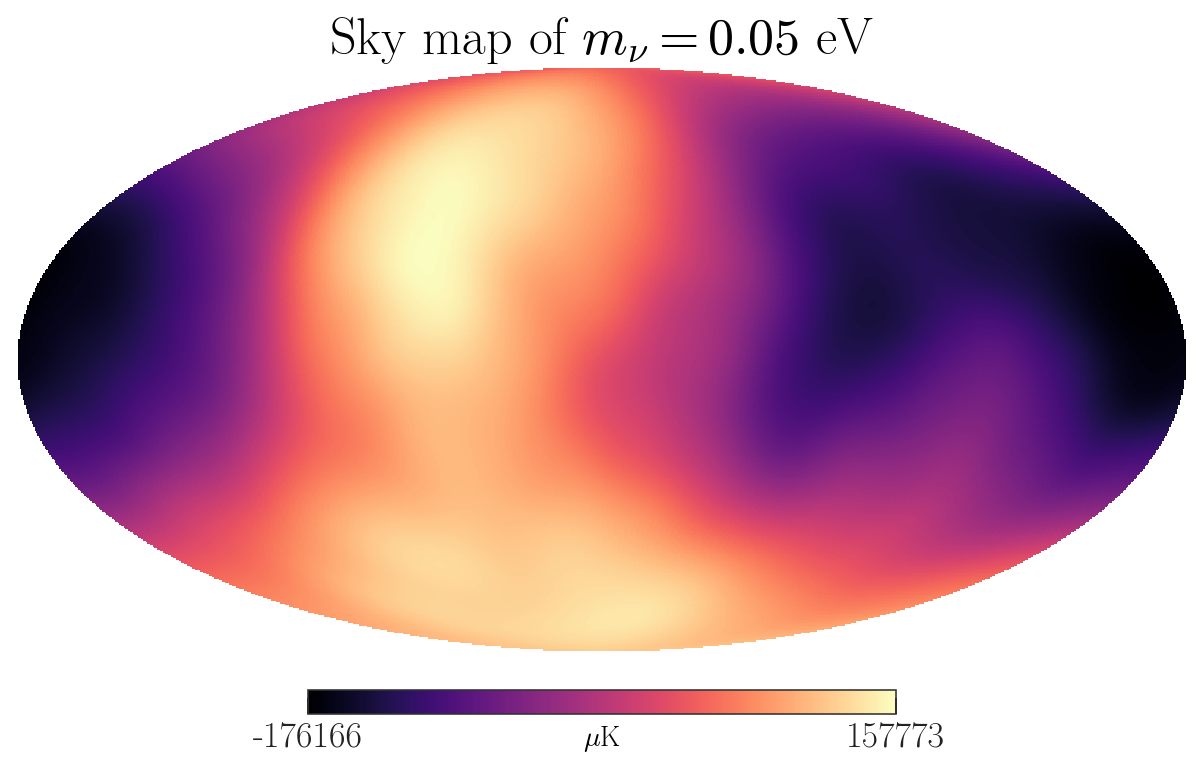 Sky map of $m_\nu = 0.05$ eV
-176166 μK 157773